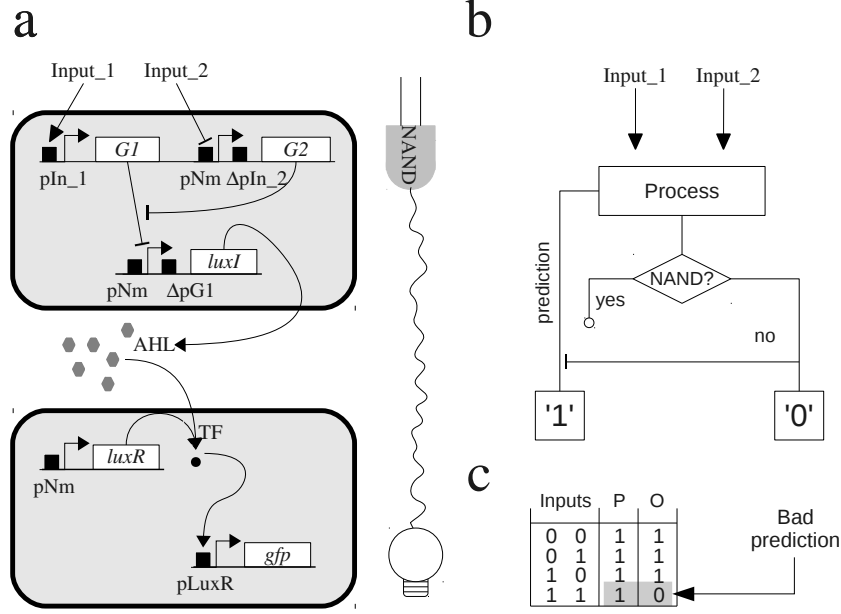 a
Input_1
Input_2
G1
G2
pIn_1
pNm ΔpIn_2
luxI
pNm
ΔpG1
AHL
TF
luxR
pNm
gfp
pLuxR
NAND
b
Input_1
Input_2
Process
prediction
NAND?
yes
no
'1'
'0'
c
Inputs P O
0 0 1 1
0 1 1 1
1 0 1 1
1 1 1 0
Bad
prediction